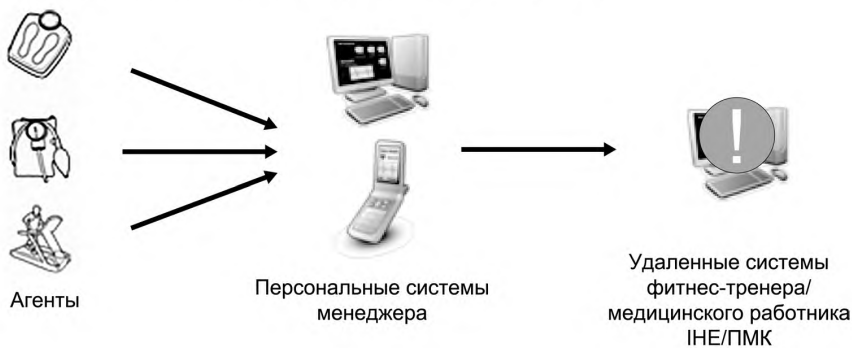 Агенты
Персональные системы
менеджера
Удаленные системы
фитнес-тренера/
медицинского работника
IHE/ПМК